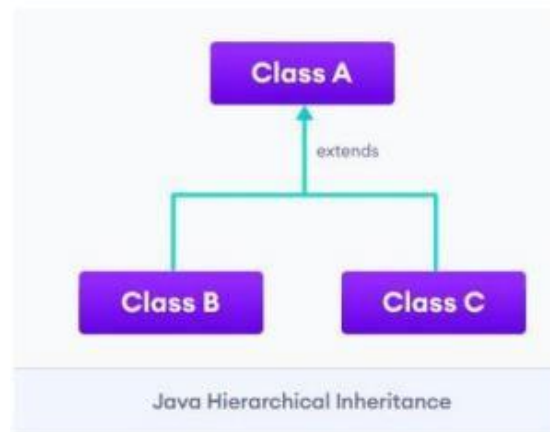 Class A
extends
Class B
Class C
Java Hierarchical Inheritance